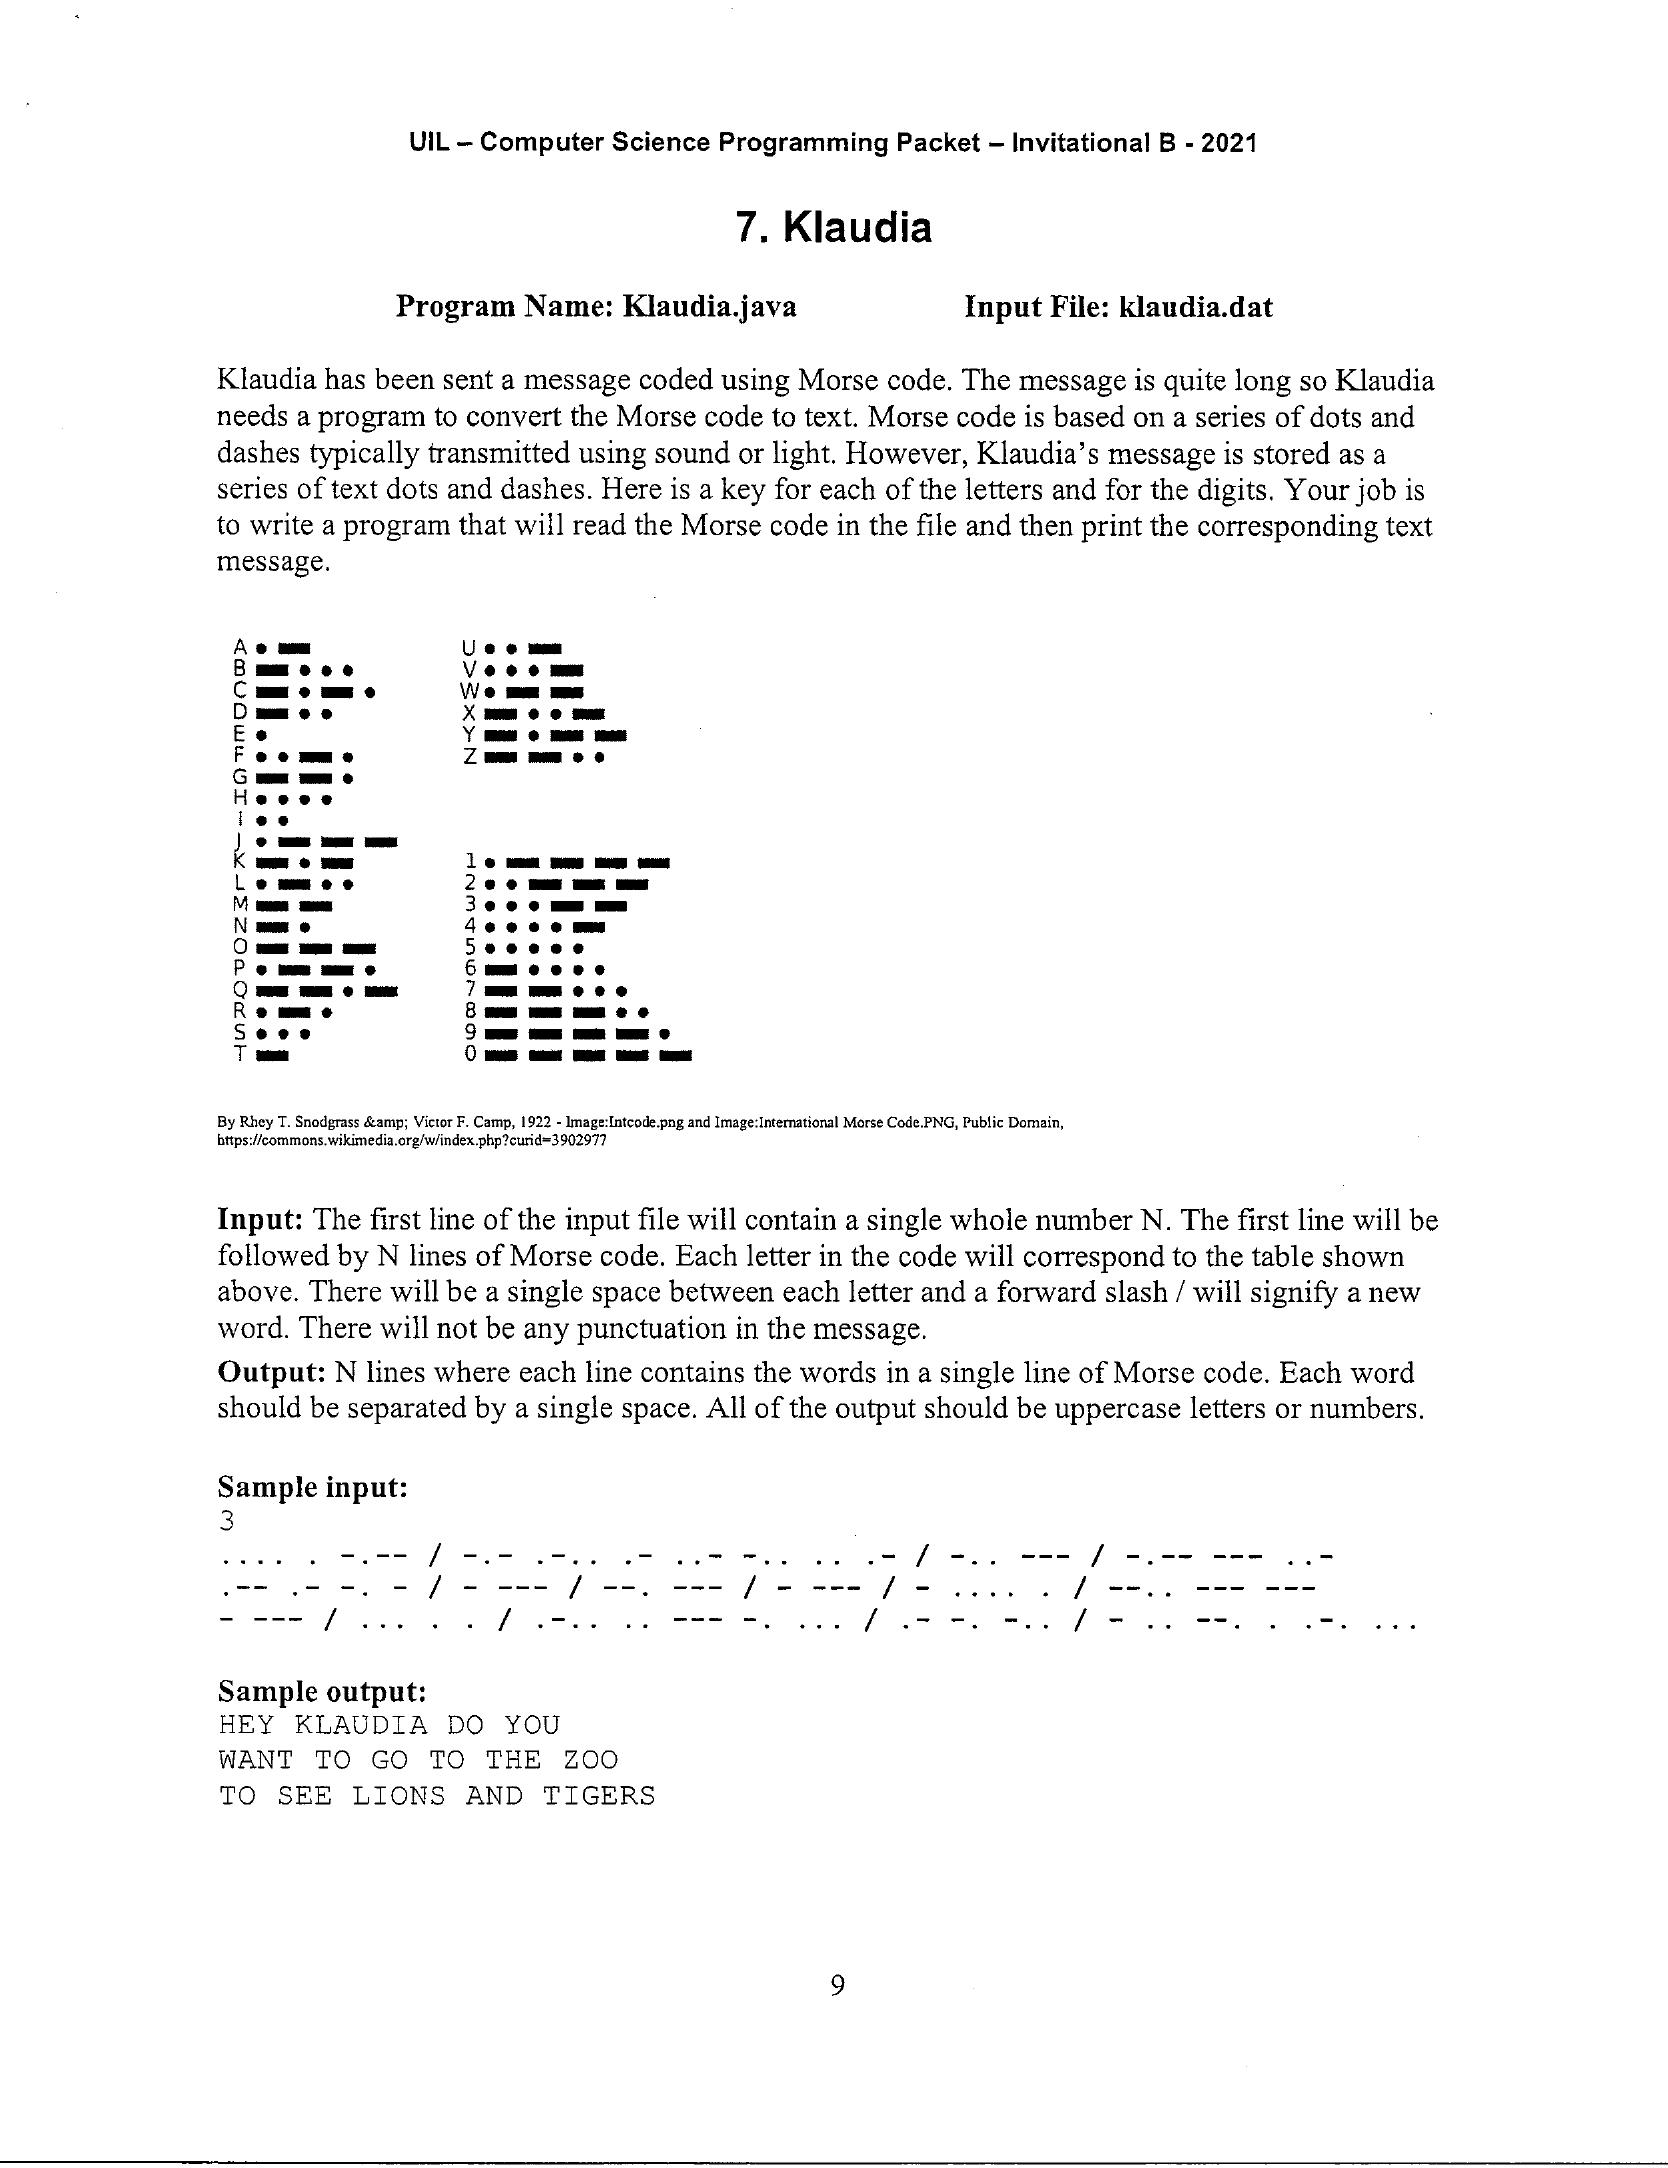 UIL – Computer Science Programming Packet – Invitational B - 2021
7. Klaudia
Program Name: Klaudia.java Input File: klaudia.dat
Klaudia has been sent a message coded using Morse code. The message is quite long so Klaudia
needs a program to convert the Morse code to text. Morse code is based on a series of dots and
dashes typically transmitted using sound or light. However, Klaudia's message is stored as a
series of text dots and dashes. Here is a key for each of the letters and for the digits. Your job is
to write a program that will read the Morse code in the file and then print the corresponding text
message.
A • – U • • –
B – • • • V • • • –
C – • – • W • – –
D – • • X – • • –
E • Y – • – –
F • • – • Z – – • •
G – – •
H • • • •
I • •
J • – – –
K – • – 1 • – – – –
L • – • • 2 • • – – –
M – – 3 • • • – –
N – • 4 • • • • –
O – – – 5 • • • • •
P • – – • 6 – • • • •
Q – – • – 7 – – • • •
R • – • 8 – – – • •
S • • • 9 – – – – •
T – 0 – – – – –
By Rhey T. Snodgrass &amp; Victor F. Camp, 1922 - Image:Intcode.png and Image:International Morse Code.PNG, Public Domain,
https://commons.wikimedia.org/w/index.php?curid=3902977
Input: The first line of the input file will contain a single whole number N. The first line will be
followed by N lines of Morse code. Each letter in the code will correspond to the table shown
above. There will be a single space between each letter and a forward slash / will signify a new
word. There will not be any punctuation in the message.
Output: N lines where each line contains the words in a single line of Morse code. Each word
should be separated by a single space. All of the output should be uppercase letters or numbers.
Sample input:
3
.... . -.-- / -.- .-.. .- ..- -.. .. .- / -.. --- / -.-- --- ..-
.-- .- -. - / - --- / --. --- / - --- / - .... . / --.. --- ---
- --- / ... . . / .-.. .. --- -. ... / .- -. -.. / - .. --. . .-. ...
Sample output:
HEY KLAUDIA DO YOU
WANT TO GO TO THE ZOO
TO SEE LIONS AND TIGERS
9